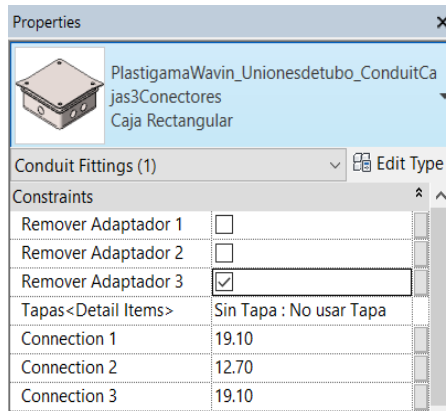 Properties
PlastigamaWavin_Unionesdetubo_ConduitCa
jas3Conectores
Caja Rectangular
Conduit Fittings (1)
Edit Type
Constraints
Remover Adaptador 1
Remover Adaptador 2
Remover Adaptador 3
Tapas<Detail Items> Sin Tapa : No usar Tapa
Connection 1 19.10
Connection 2 12.70
Connection 3 19.10